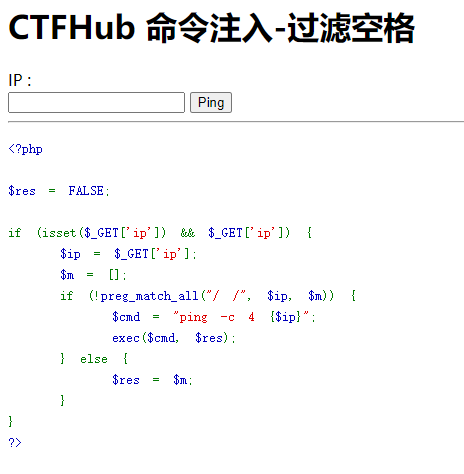 CTFHub 命令注入-过滤空格
IP :
Ping
<?php
$res = FALSE;
if (isset($_GET['ip']) && $_GET['ip']) {
$ip = $_GET['ip'];
$m = [];
if (!preg_match_all("/ /", $ip, $m)) {
$cmd = "ping -c 4 {$ip}";
exec($cmd, $res);
} else {
$res = $m;
}
}
?>